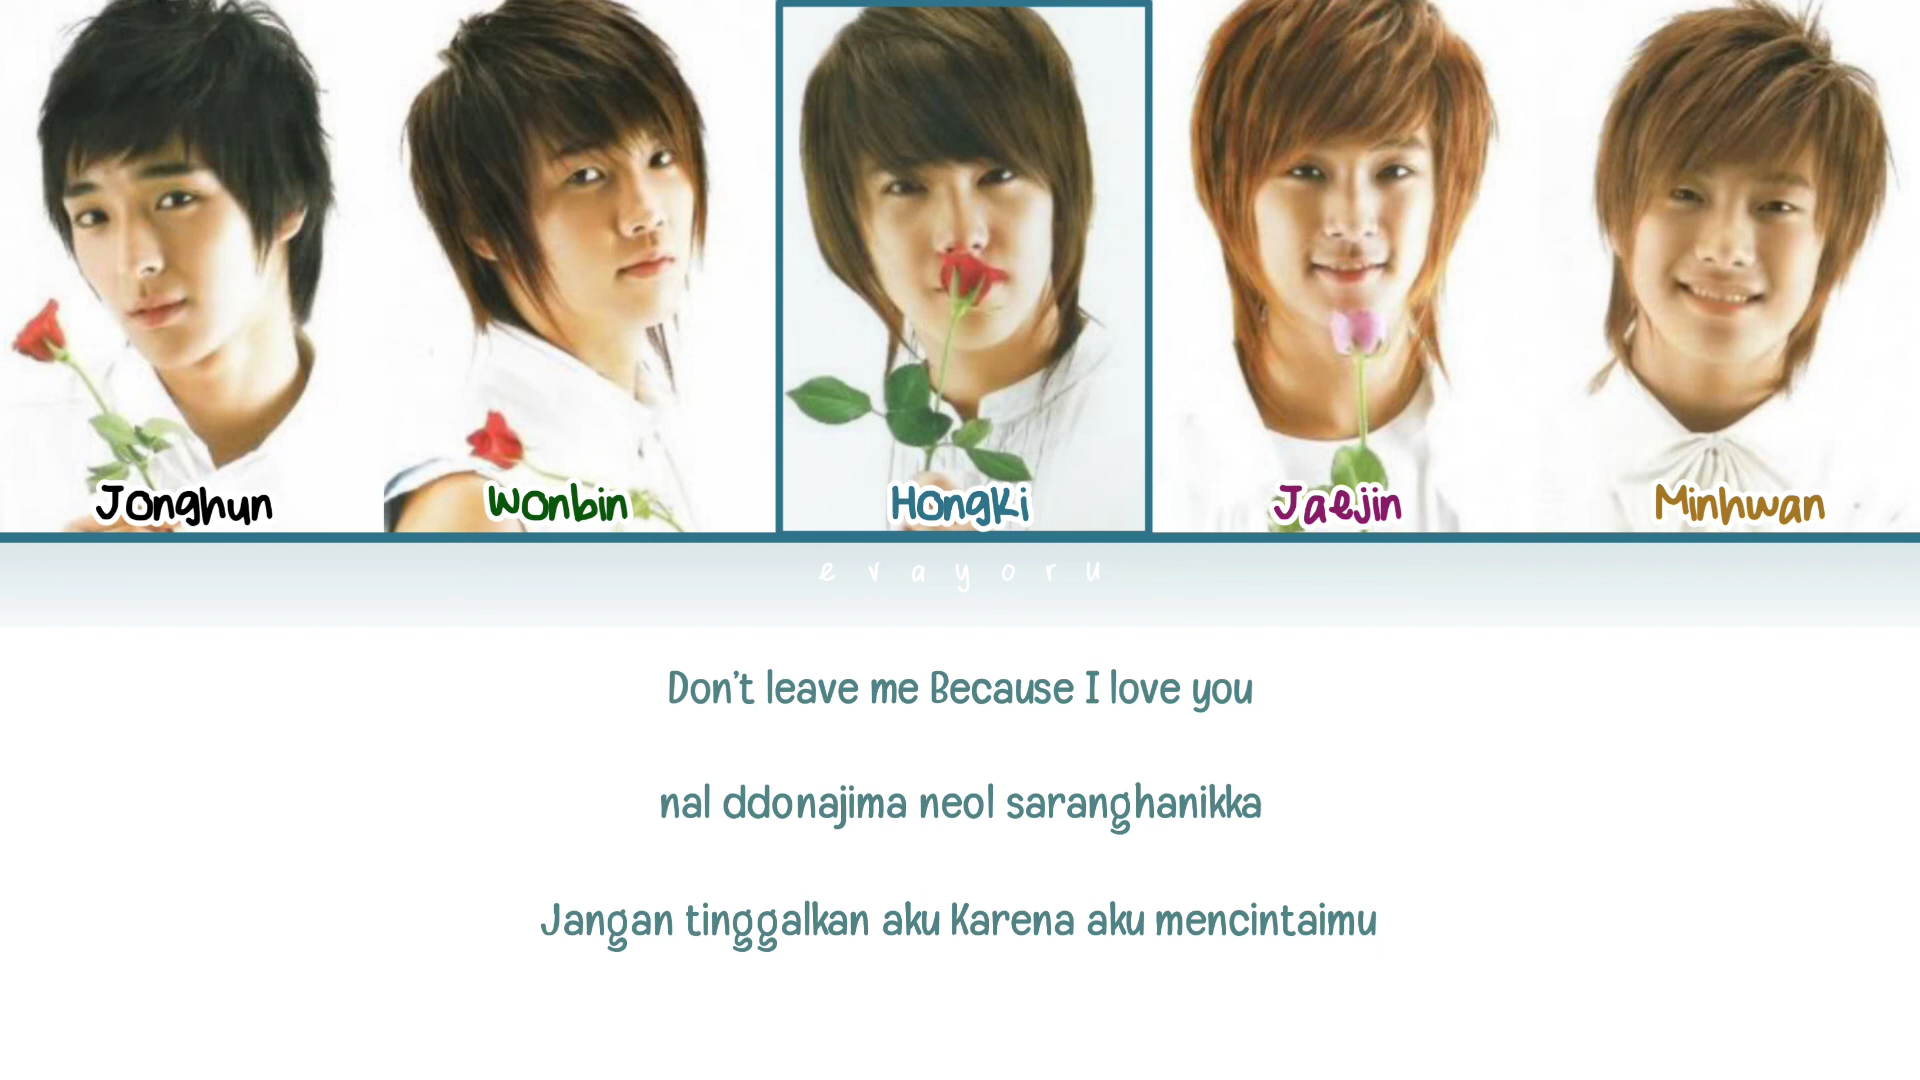 Jonghun
Wonbin
HongKi
Jaejin
Minhwan
evayoru
Don't leave me Because I love you
nal ddonajima neol saranghanikka
Jangan tinggalkan aku Karena aku mencintaimu